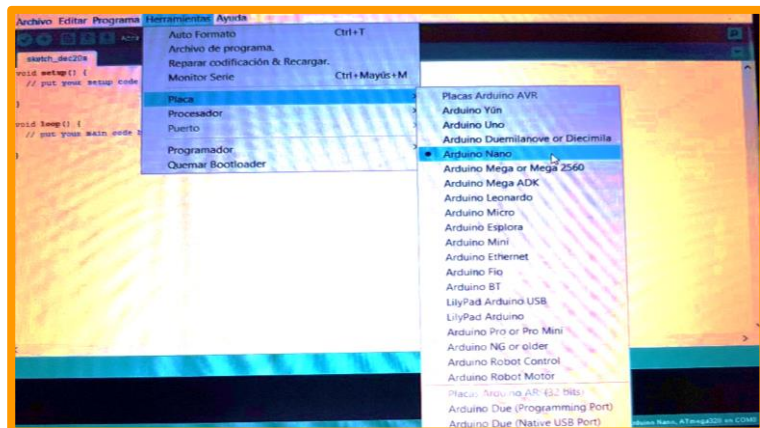 Archivo Editar Programa Herramientas Ayuda
Auto Formato Ctrl+T
Archivo de programa.
Reparar codificación & Recargar.
Monitor Serie Ctrl+Mayús+M
Placa
Procesador
Puerto
Programador
Quemar Bootloader
sketch_dec20a
void setup() {
// put your setup code
}
void loop() {
// put your main code
}
Placas Arduino AVR
Arduino Yún
Arduino Uno
Arduino Duemilanove or Diecimila
Arduino Nano
Arduino Mega or Mega 2560
Arduino Mega ADK
Arduino Leonardo
Arduino Micro
Arduino Esplora
Arduino Mini
Arduino Ethernet
Arduino Fio
Arduino BT
LilyPad Arduino USB
LilyPad Arduino
Arduino Pro or Pro Mini
Arduino NG or older
Arduino Robot Control
Arduino Robot Motor
Placas Arduino (32 bits)
Arduino Due (Programming Port)
Arduino Due (Native USB Port)
Nano, ATmega328 on